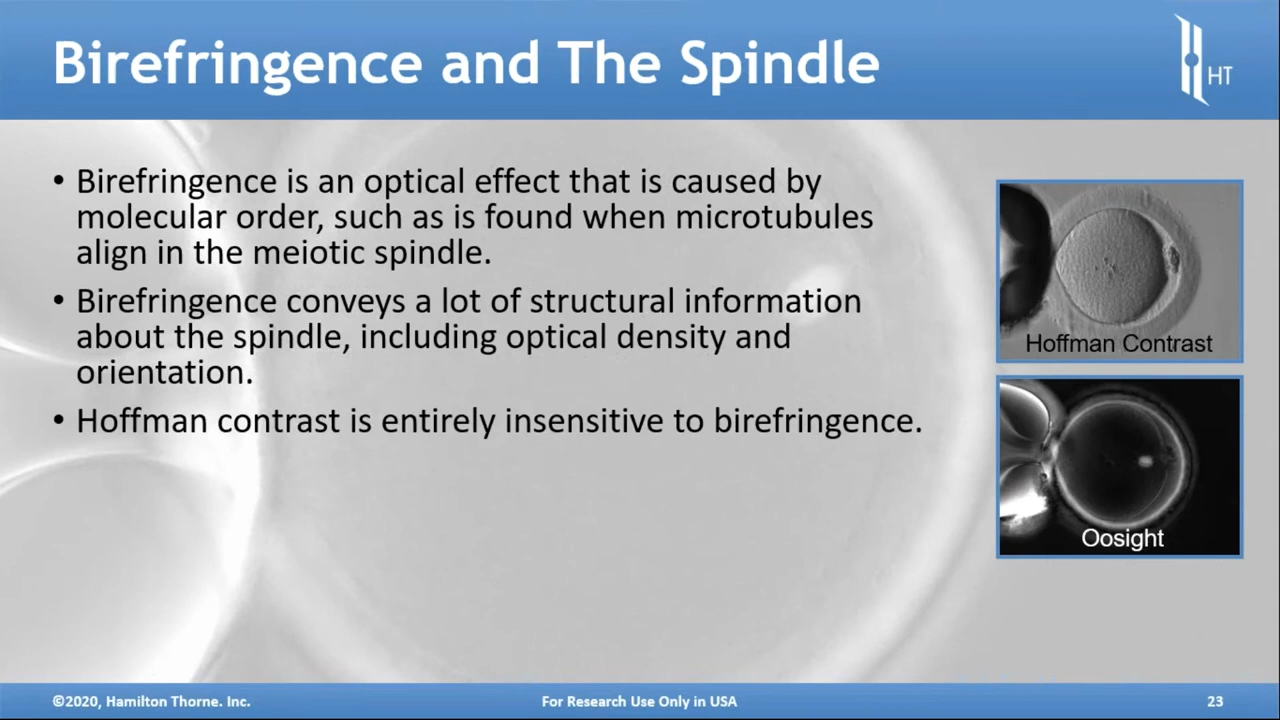 Birefringence and The Spindle
HT
• Birefringence is an optical effect that is caused by
molecular order, such as is found when microtubules
align in the meiotic spindle.
• Birefringence conveys a lot of structural information
about the spindle, including optical density and
orientation.
• Hoffman contrast is entirely insensitive to birefringence.
Hoffman Contrast
Oosight
©2020, Hamilton Thorne. Inc.
For Research Use Only in USA
23